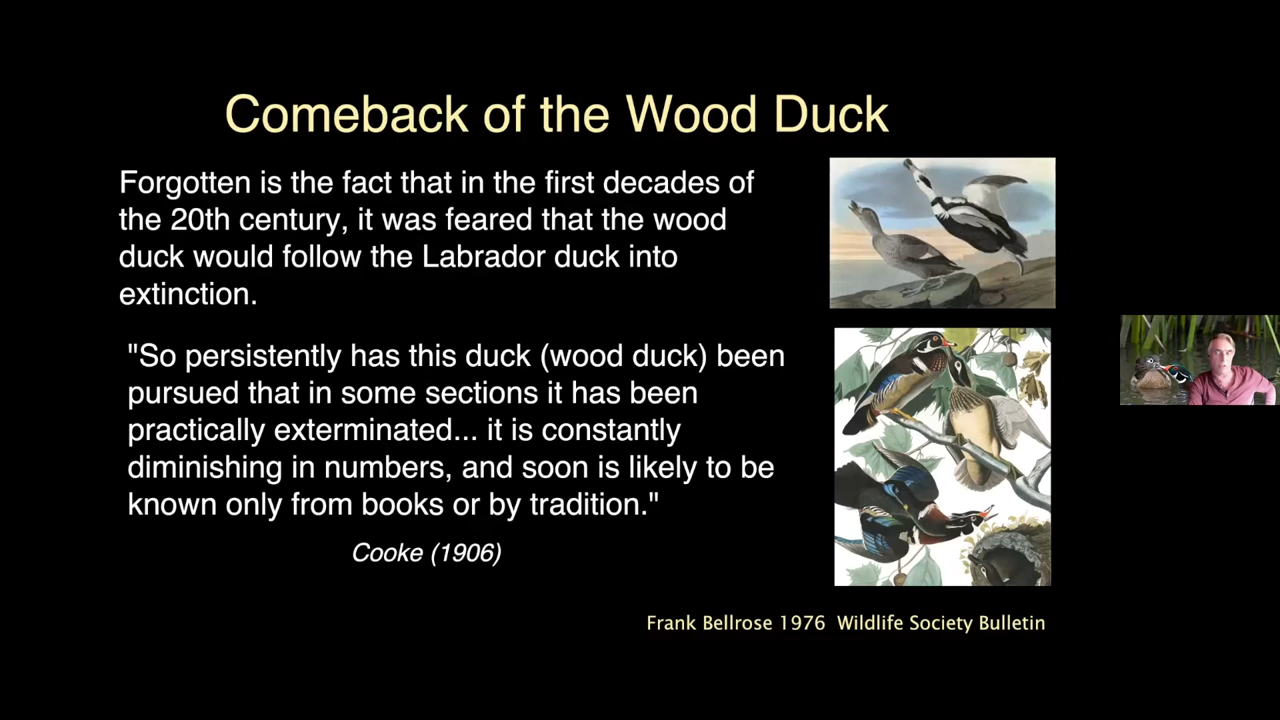 Comeback of the Wood Duck
Forgotten is the fact that in the first decades of
the 20th century, it was feared that the wood
duck would follow the Labrador duck into
extinction.
"So persistently has this duck (wood duck) been
pursued that in some sections it has been
practically exterminated... it is constantly
diminishing in numbers, and soon is likely to be
known only from books or by tradition."
Cooke (1906)
Frank Bellrose 1976 Wildlife Society Bulletin